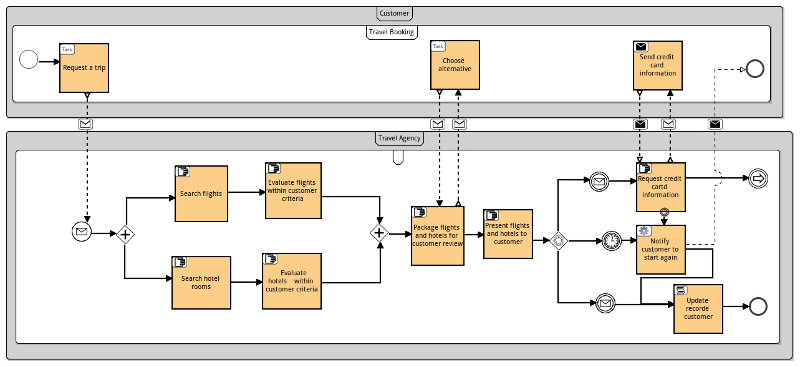 Customer
Travel Booking
Task
Request a trip
Task
Choose
alternative
Send credit
card
information
Travel Agency
Search flights
Evaluate flights
within customer
criteria
Search hotel
rooms
Evaluate
hotels within
customer criteria
Package flights
and hotels for
customer review
Present flights
and hotels to
customer
Request credit
cartd
information
Notify
customer to
start again
Update
recorde
customer